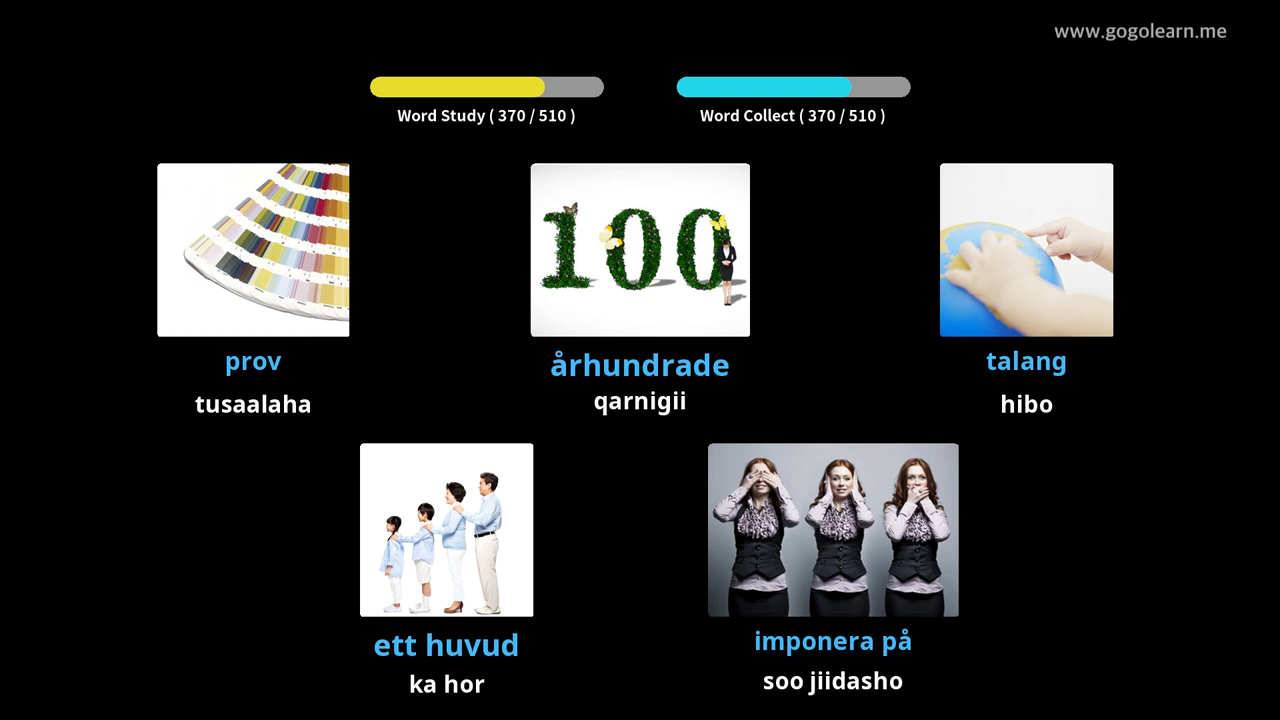 www.gogolearn.me
Word Study ( 370 / 510 )
Word Collect ( 370 / 510 )
100
prov
tusaalaha
århundrade
qarnigii
talang
hibo
ett huvud
ka hor
imponera på
soo jiidasho